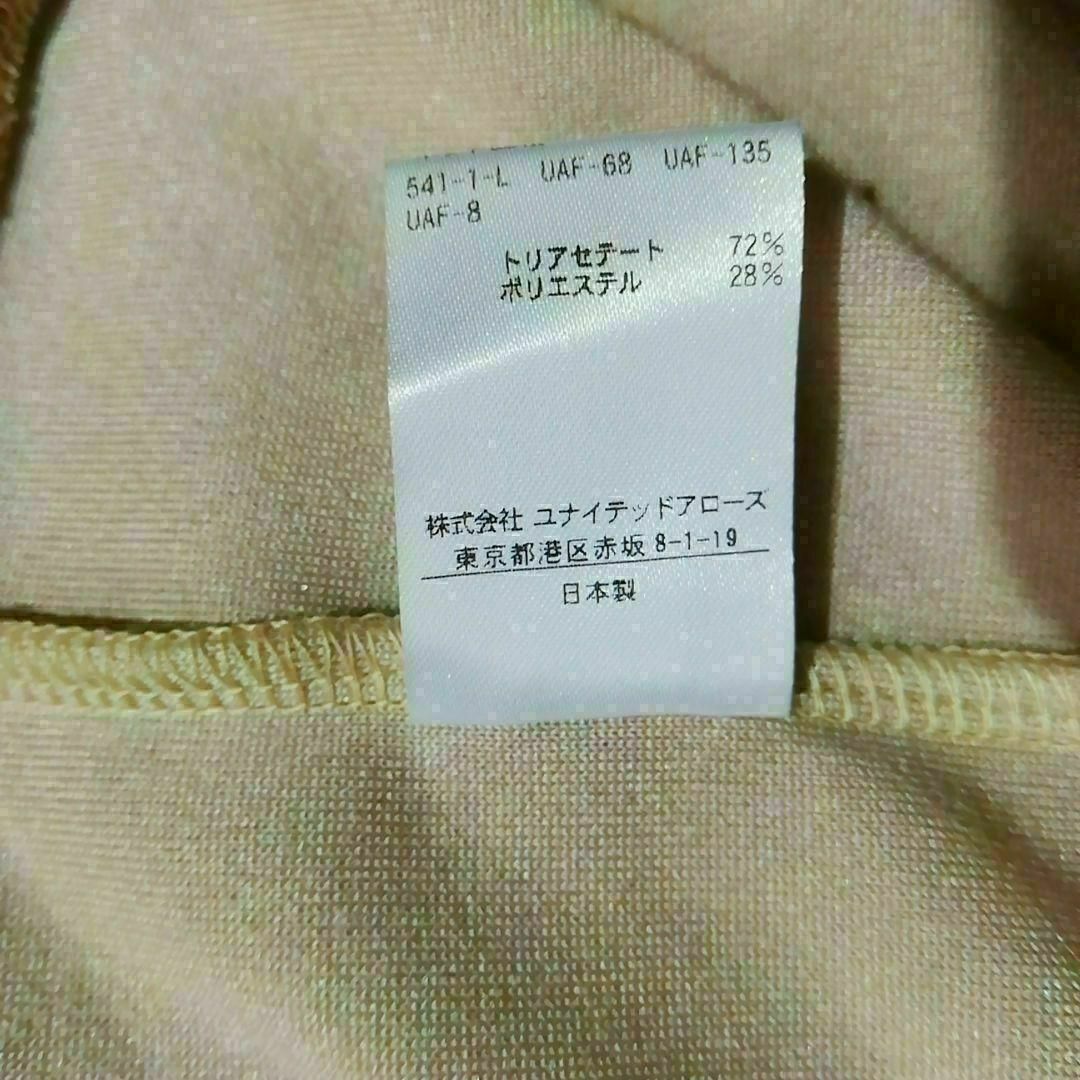 541-1-L UAF-68 UAF-135
UAF-8
トリアセテート 72%
ポリエステル 28%
株式会社 ユナイテッドアローズ
東京都港区赤坂 8-1-19
日本製